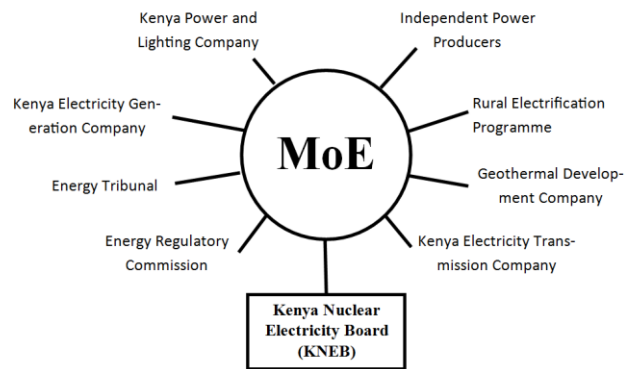 Kenya Power and
Lighting Company
Independent Power
Producers
Kenya Electricity Gen-
eration Company
Rural Electrification
Programme
MoE
Energy Tribunal
Geothermal Develop-
ment Company
Energy Regulatory
Commission
Kenya Electricity Trans-
mission Company
Kenya Nuclear
Electricity Board
(KNEB)